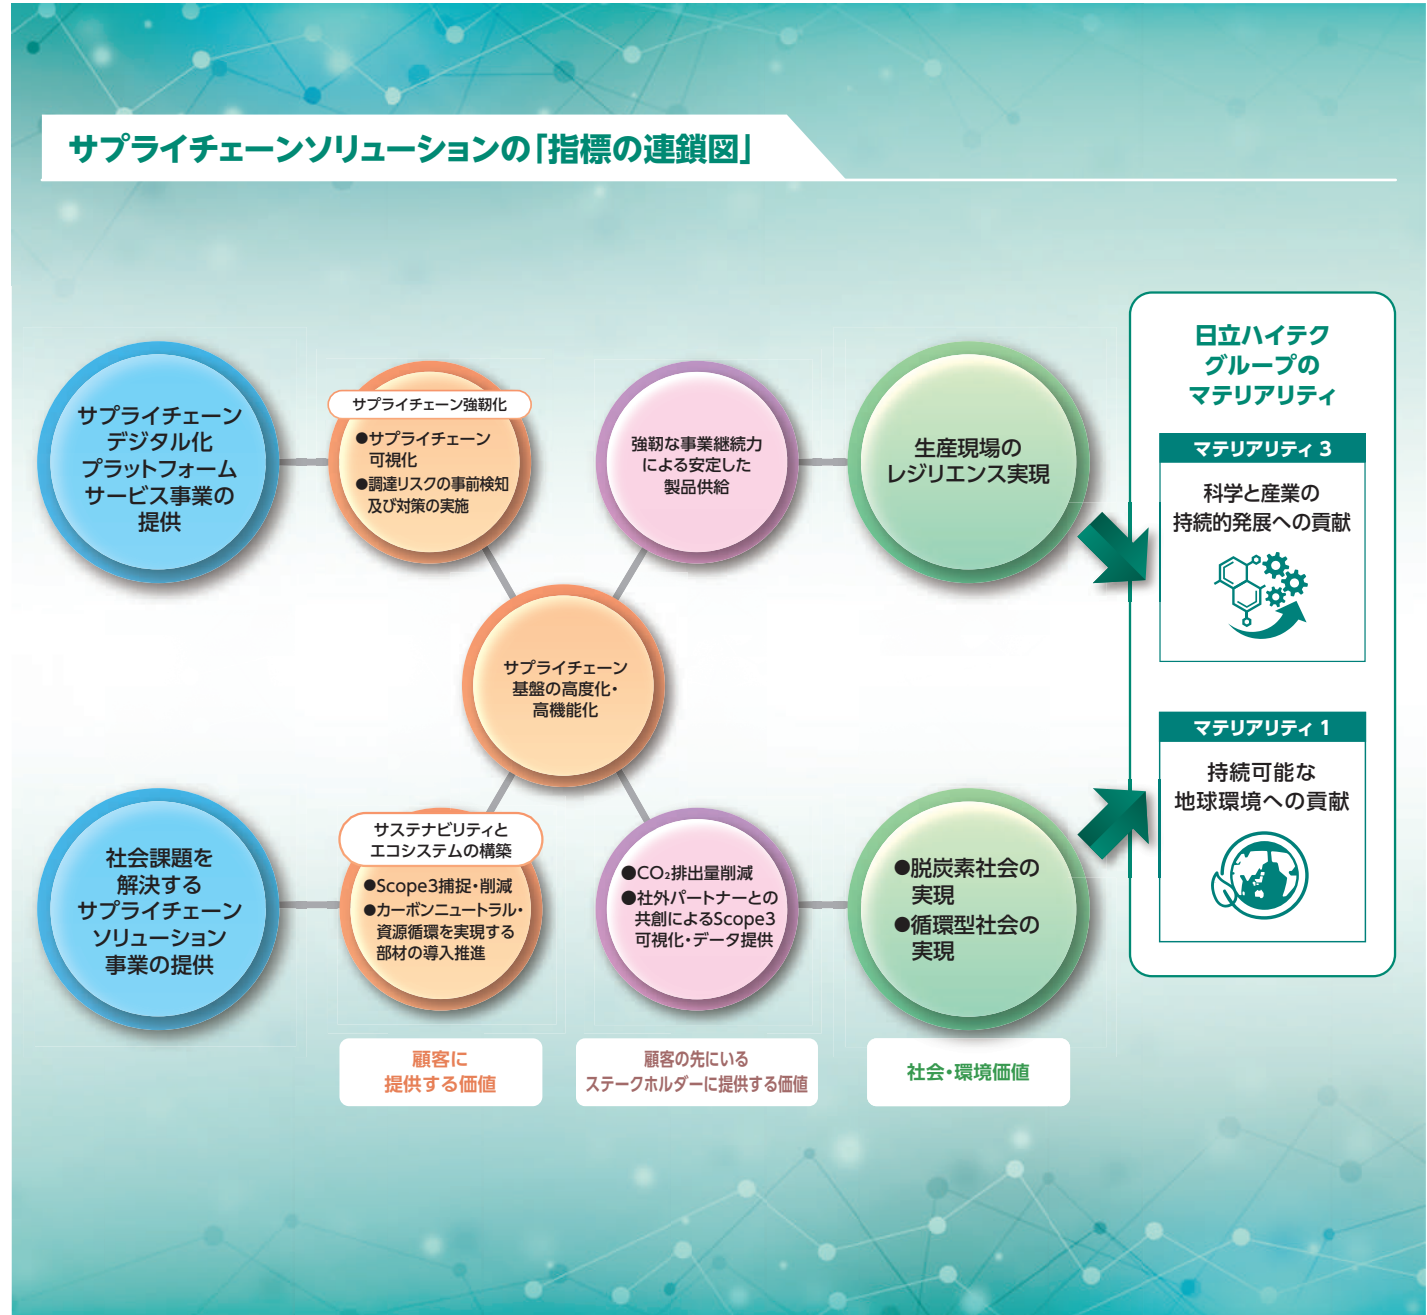 サプライチェーンソリューションの「指標の連鎖図」
サプライチェーン
デジタル化
プラットフォーム
サービス事業の
提供
サプライチェーン強靭化
●サプライチェーン
可視化
●調達リスクの事前検知
及び対策の実施
強靭な事業継続力
による安定した
製品供給
生産現場の
レジリエンス実現
サプライチェーン
基盤の高度化・
高機能化
社会課題を
解決する
サプライチェーン
ソリューション
事業の提供
サステナビリティと
エコシステムの構築
●Scope3捕捉・削減
●カーボンニュートラル・
資源循環を実現する
部材の導入推進
●CO₂排出量削減
●社外パートナーとの
共創によるScope3
可視化・データ提供
●脱炭素社会の
実現
●循環型社会の
実現
顧客に
提供する価値
顧客の先にいる
ステークホルダーに提供する価値
社会・環境価値
日立ハイテク
グループの
マテリアリティ
マテリアリティ 3
科学と産業の
持続的発展への貢献
マテリアリティ 1
持続可能な
地球環境への貢献